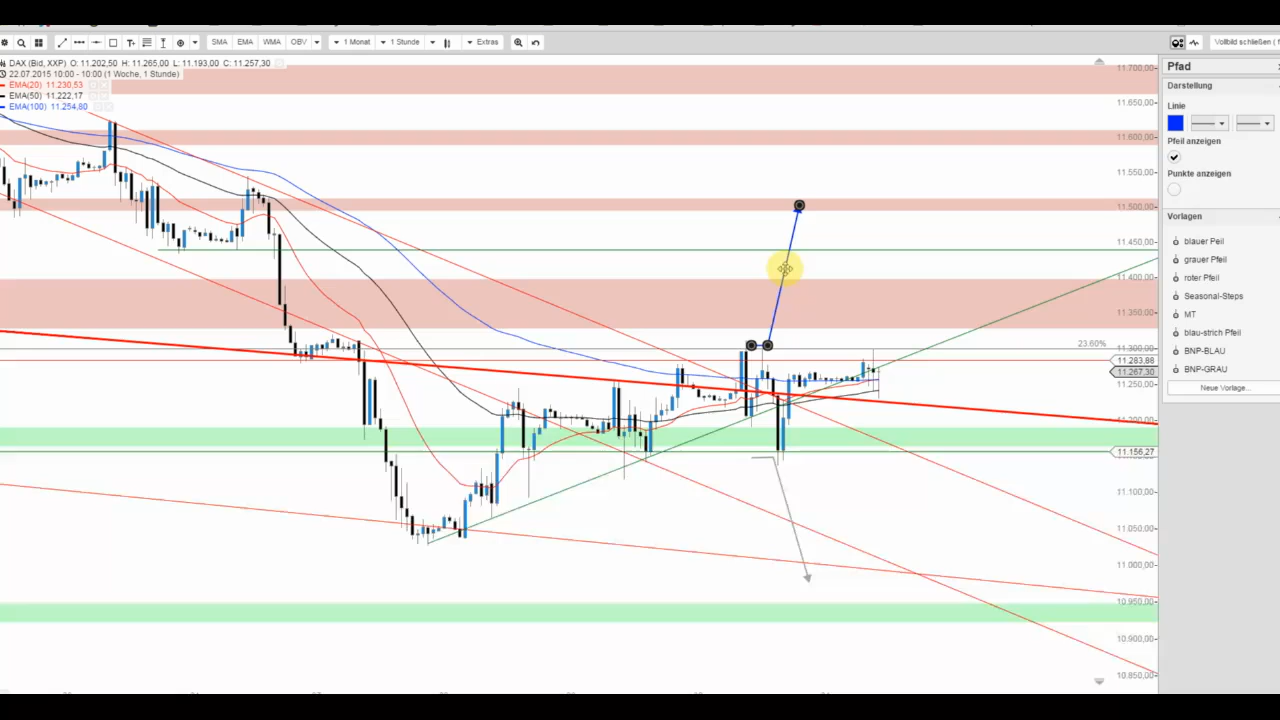 SMA EMA WMA OBV 1 Monat 1 Stunde Extras Vollbild schließen ( f
DAX (Bid, XXP) O: 11.202,50 H: 11.265,00 L: 11.193,00 C: 11.257,30
22.07.2015 10:00 - 10:00 (1 Woche, 1 Stunde)
EMA(20) 11.230,53
EMA(50) 11.222,17
EMA(100) 11.254,80
11.700,00
11.650,00
11.600,00
11.550,00
11.500,00
11.450,00
11.400,00
11.350,00
23.60%
11.300,00
11.283,88
11.267,30
11.250,00
11.200,00
11.156,27
11.100,00
11.050,00
11.000,00
10.950,00
10.900,00
10.850,00
Pfad
Darstellung
Linie
Pfeil anzeigen
Punkte anzeigen
Vorlagen
blauer Peil
grauer Pfeil
roter Pfeil
Seasonal-Steps
MT
blau-strich Pfeil
BNP-BLAU
BNP-GRAU
Neue Vorlage...